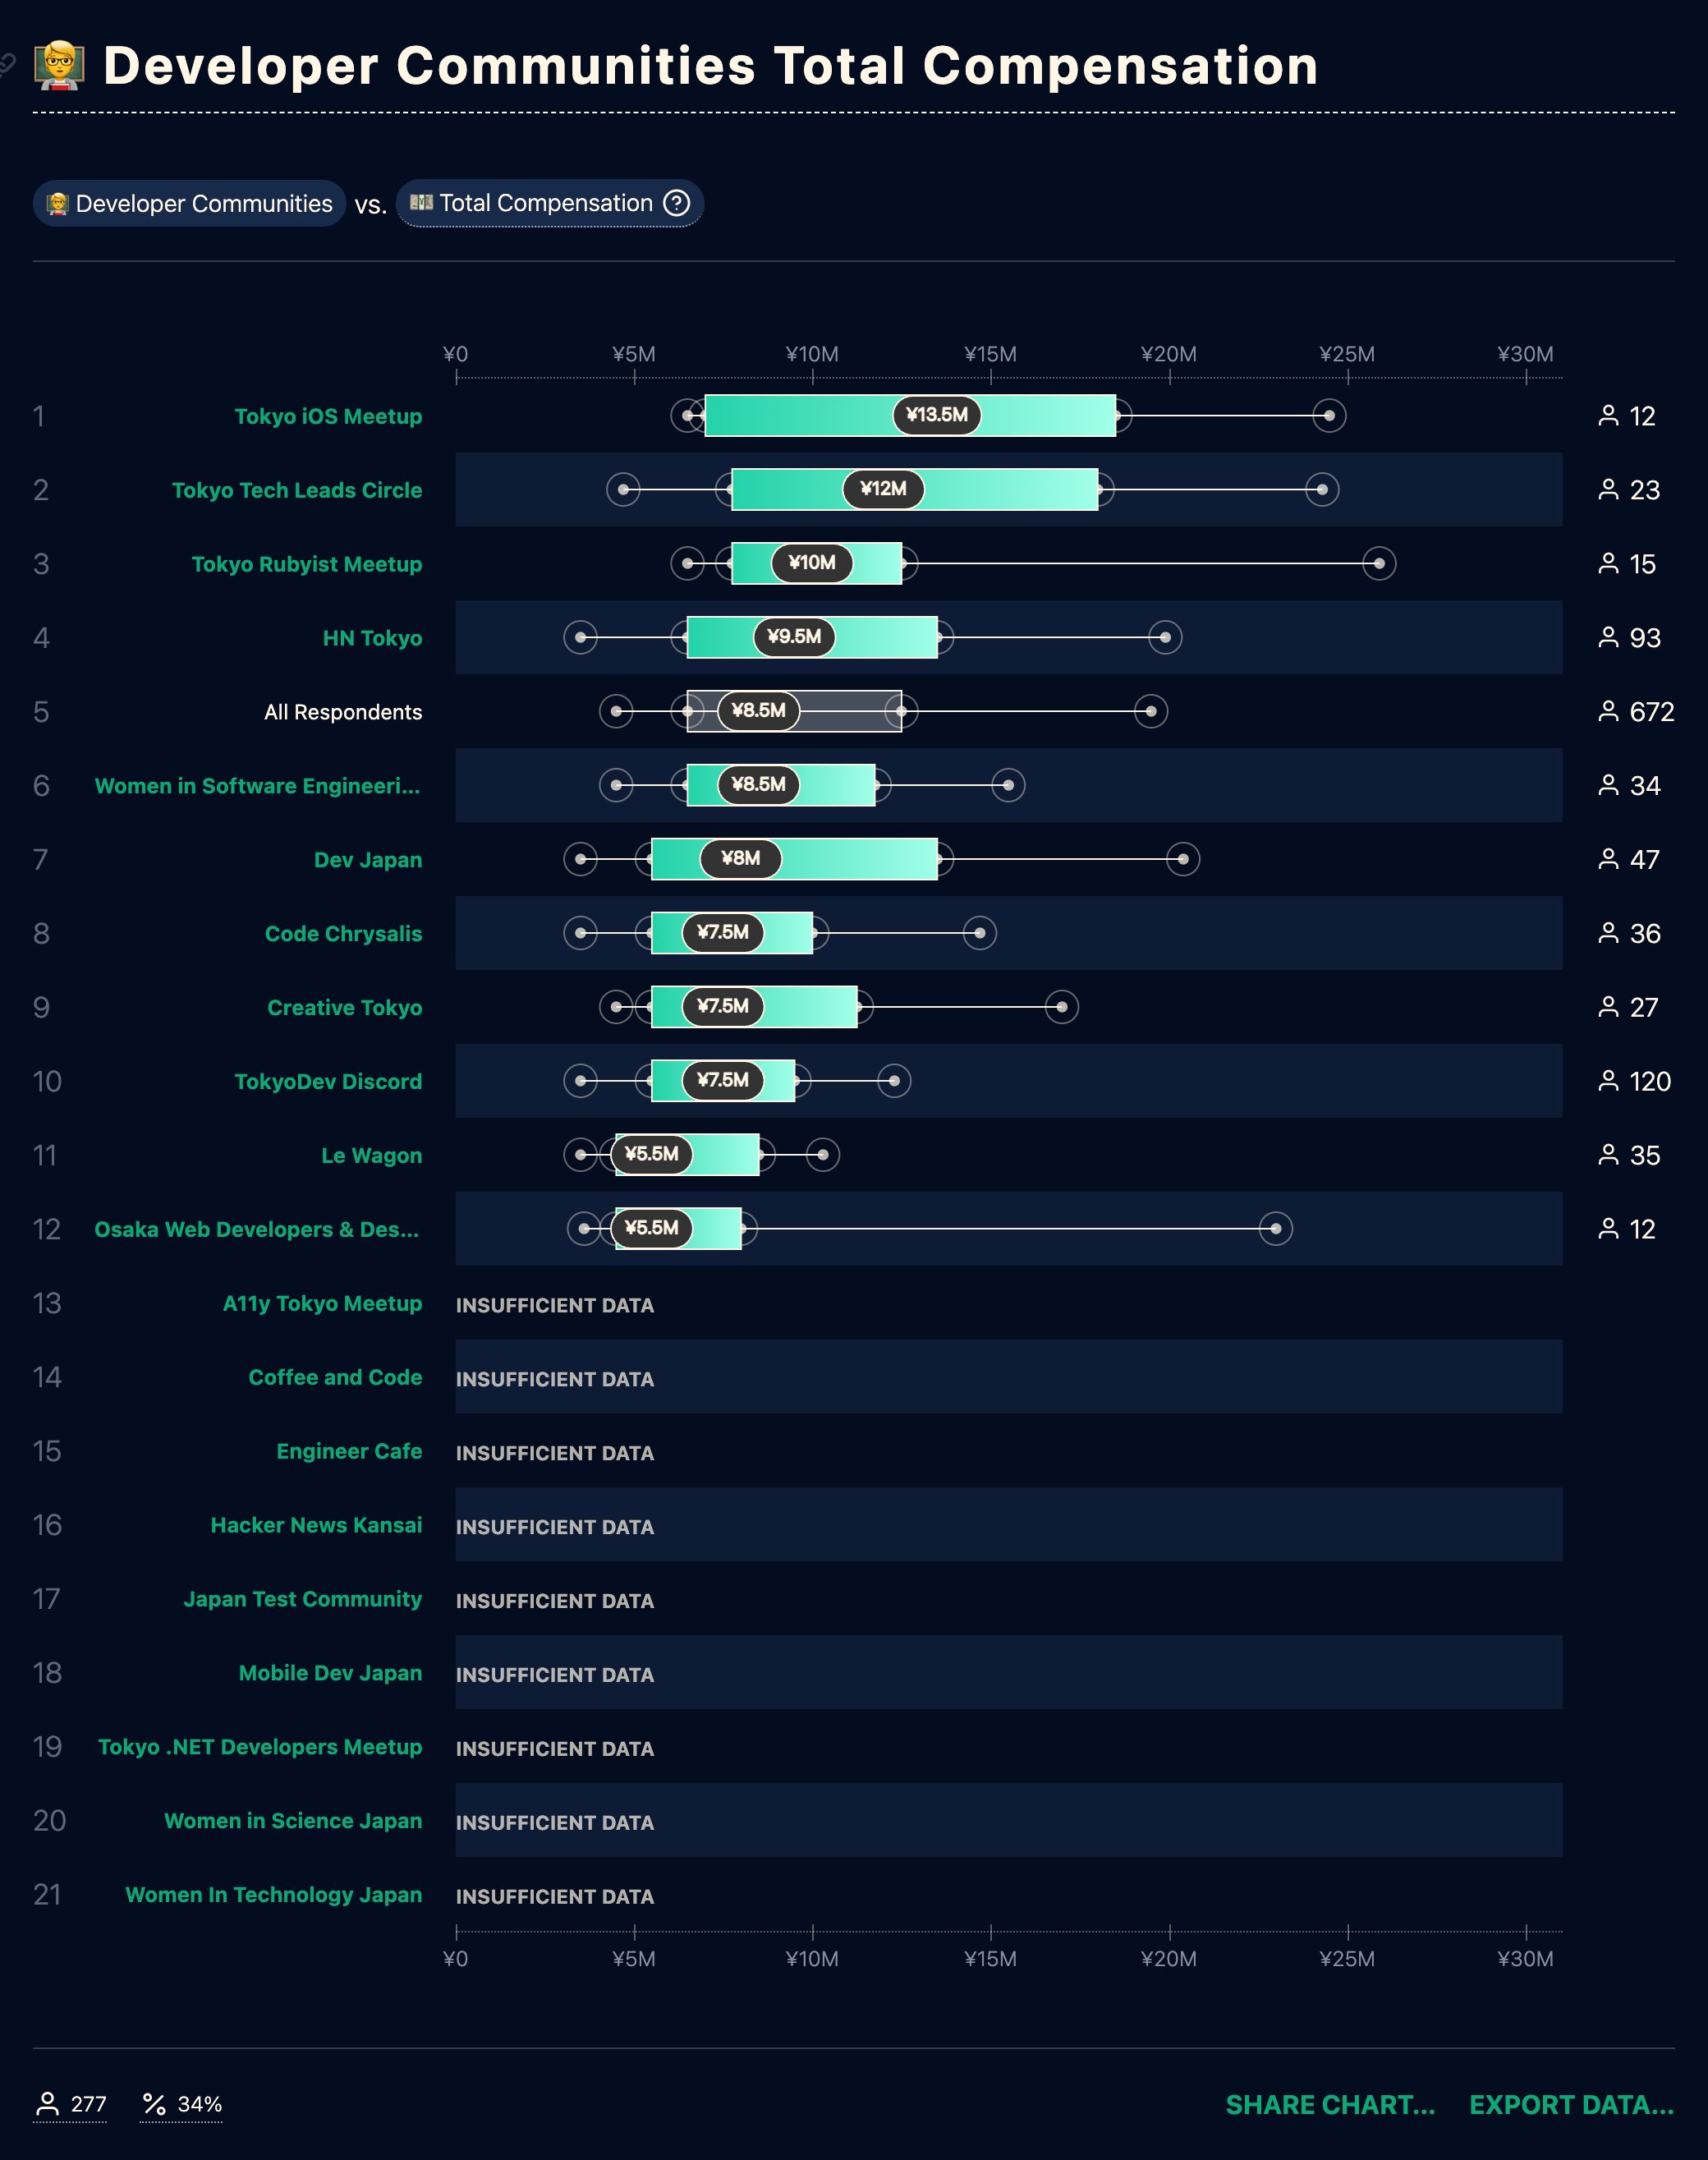 Developer Communities Total Compensation
Developer Communities vs. Total Compensation ?
¥0 ¥5M ¥10M ¥15M ¥20M ¥25M ¥30M
1 Tokyo iOS Meetup ¥13.5M 12
2 Tokyo Tech Leads Circle ¥12M 23
3 Tokyo Rubyist Meetup ¥10M 15
4 HN Tokyo ¥9.5M 93
5 All Respondents ¥8.5M 672
6 Women in Software Engineeri... ¥8.5M 34
7 Dev Japan ¥8M 47
8 Code Chrysalis ¥7.5M 36
9 Creative Tokyo ¥7.5M 27
10 TokyoDev Discord ¥7.5M 120
11 Le Wagon ¥5.5M 35
12 Osaka Web Developers & Des... ¥5.5M 12
13 A11y Tokyo Meetup INSUFFICIENT DATA
14 Coffee and Code INSUFFICIENT DATA
15 Engineer Cafe INSUFFICIENT DATA
16 Hacker News Kansai INSUFFICIENT DATA
17 Japan Test Community INSUFFICIENT DATA
18 Mobile Dev Japan INSUFFICIENT DATA
19 Tokyo .NET Developers Meetup INSUFFICIENT DATA
20 Women in Science Japan INSUFFICIENT DATA
21 Women In Technology Japan INSUFFICIENT DATA
¥0 ¥5M ¥10M ¥15M ¥20M ¥25M ¥30M
277 % 34% SHARE CHART... EXPORT DATA...